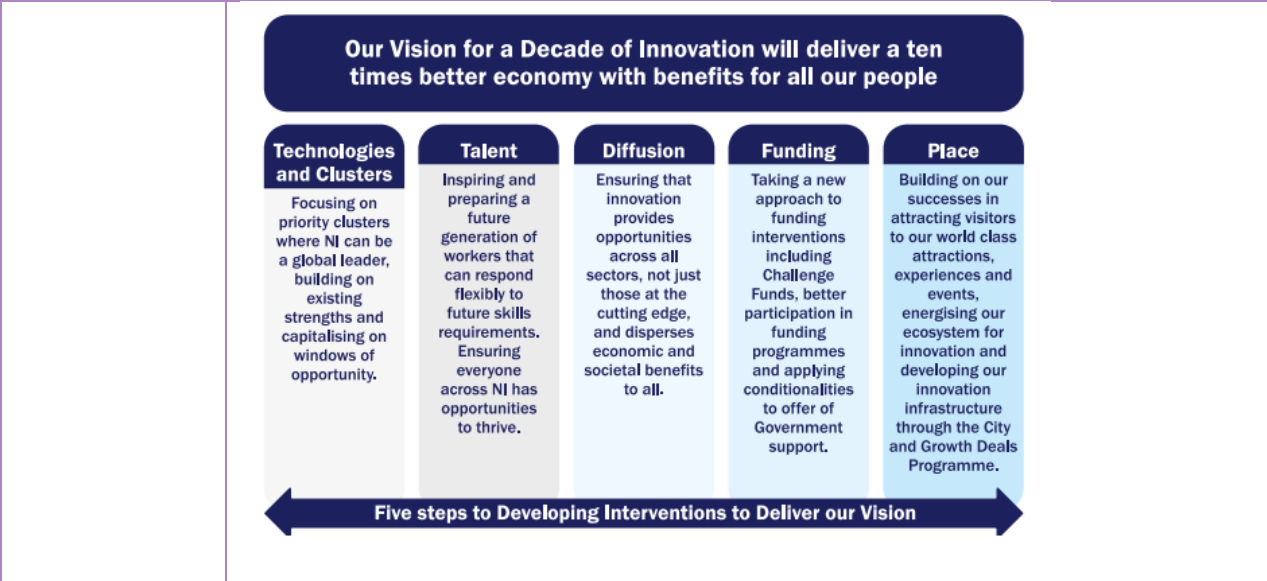 Our Vision for a Decade of Innovation will deliver a ten
times better economy with benefits for all our people
Technologies
and Clusters
Focusing on
priority clusters
where NI can be
a global leader,
building on
existing
strengths and
capitalising on
windows of
opportunity.
Talent
Inspiring and
preparing a
future
generation of
workers that
can respond
flexibly to
future skills
requirements.
Ensuring
everyone
across NI has
opportunities
to thrive.
Diffusion
Ensuring that
innovation
provides
opportunities
across all
sectors, not just
those at the
cutting edge,
and disperses
economic and
societal benefits
to all.
Funding
Taking a new
approach to
funding
interventions
including
Challenge
Funds, better
participation in
funding
programmes
and applying
conditionalities
to offer of
Government
support.
Place
Building on our
successes in
attracting visitors
to our world class
attractions,
experiences and
events,
energising our
ecosystem for
innovation and
developing our
innovation
infrastructure
through the City
and Growth Deals
Programme.
Five steps to Developing Interventions to Deliver our Vision